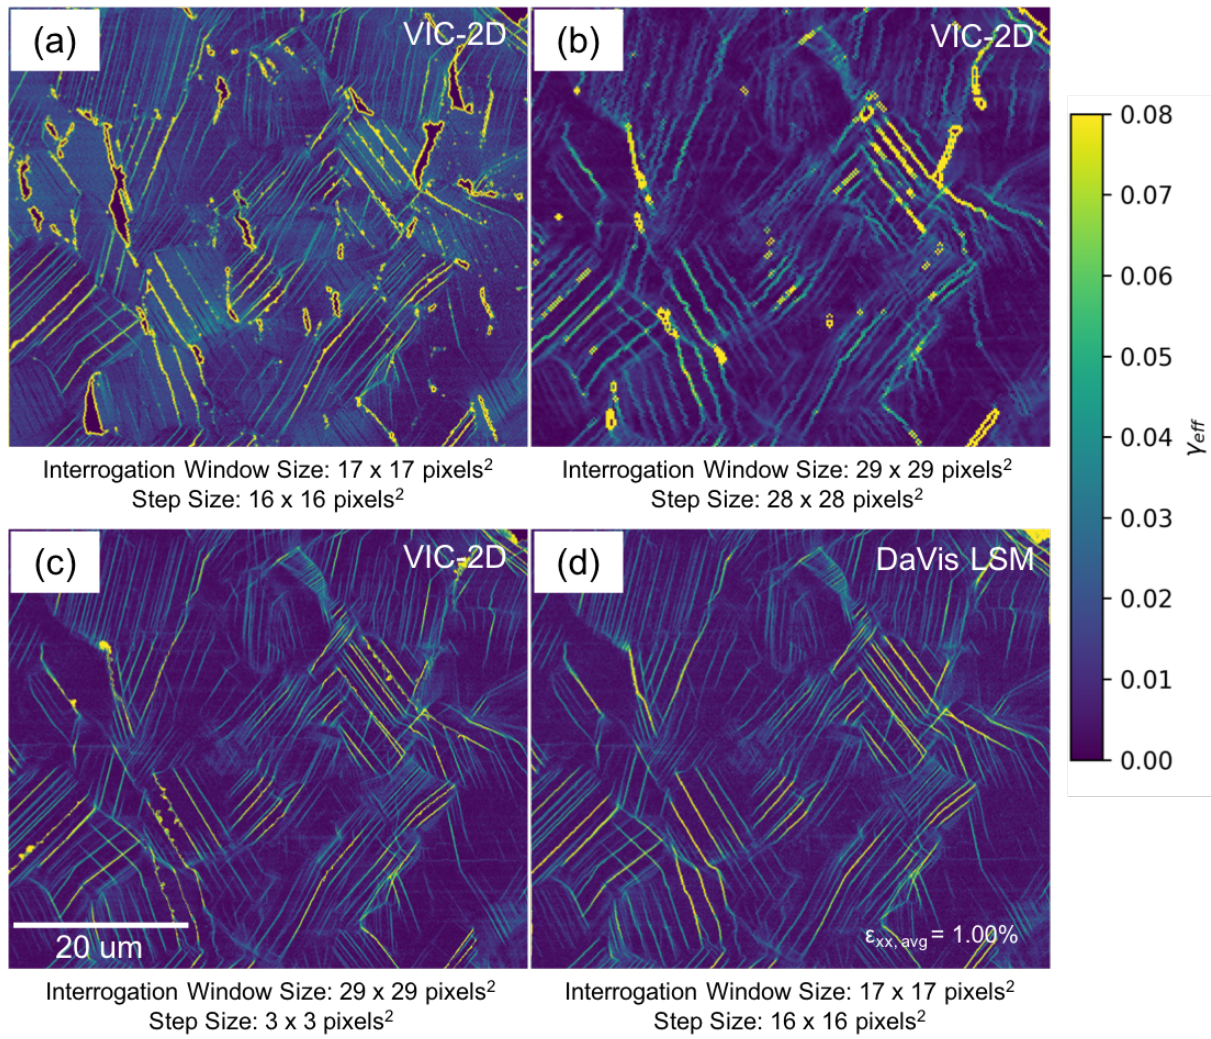 (a)
VIC-2D
(b)
VIC-2D
Interrogation Window Size: 17 x 17 pixels²
Step Size: 16 x 16 pixels²
Interrogation Window Size: 29 x 29 pixels²
Step Size: 28 x 28 pixels²
0.08
0.07
0.06
0.05
0.04
0.03
0.02
0.01
0.00
γeff
(c)
VIC-2D
(d)
DaVis LSM
20 um
εxx, avg = 1.00%
Interrogation Window Size: 29 x 29 pixels²
Step Size: 3 x 3 pixels²
Interrogation Window Size: 17 x 17 pixels²
Step Size: 16 x 16 pixels²